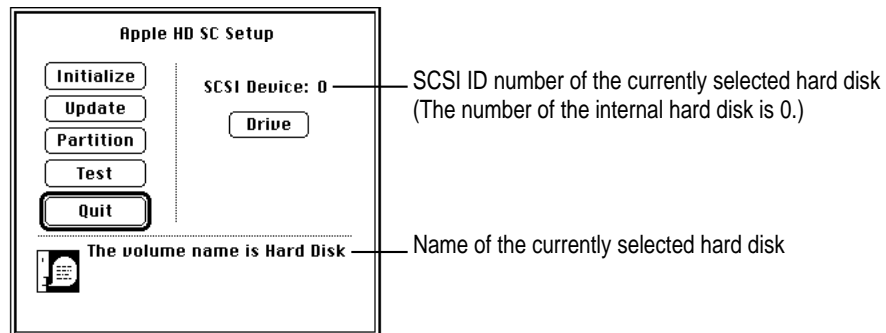 Apple HD SC Setup
Initialize
Update
Partition
Test
Quit
SCSI Device: 0
Drive
The volume name is Hard Disk
SCSI ID number of the currently selected hard disk
(The number of the internal hard disk is 0.)
Name of the currently selected hard disk